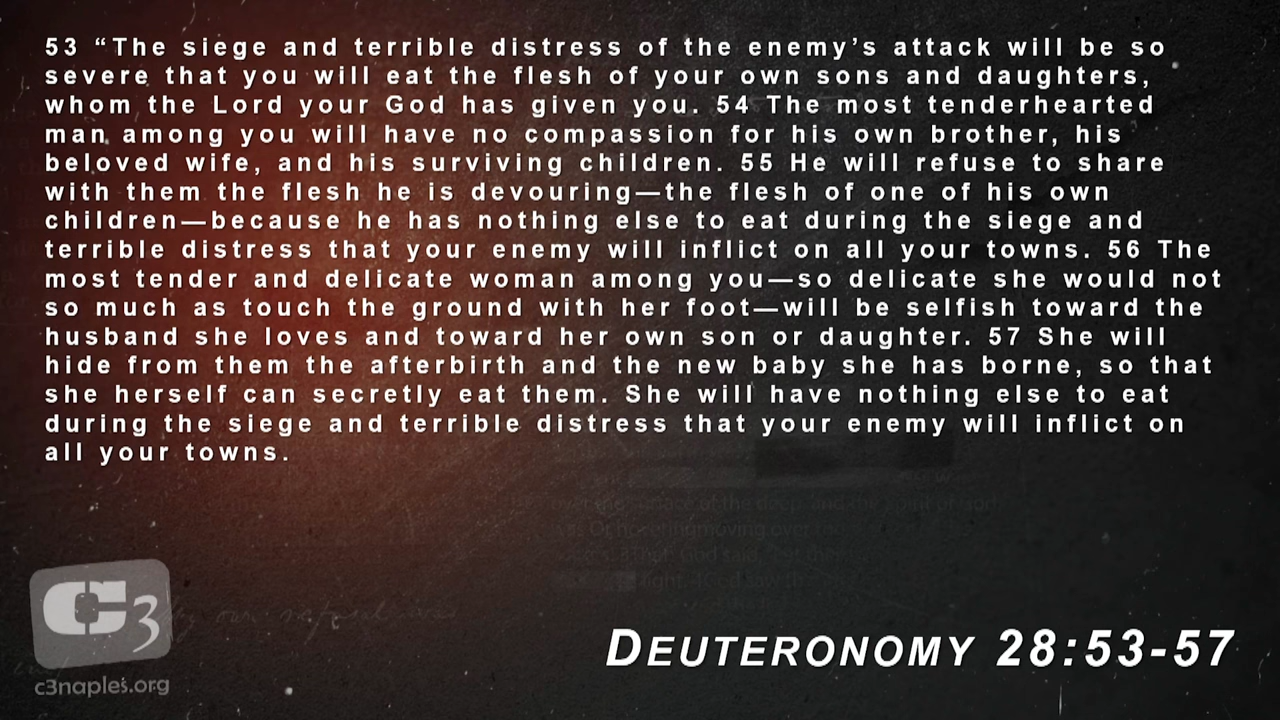 53 “The siege and terrible distress of the enemy’s attack will be so
severe that you will eat the flesh of your own sons and daughters,
whom the Lord your God has given you. 54 The most tenderhearted
man among you will have no compassion for his own brother, his
beloved wife, and his surviving children. 55 He will refuse to share
with them the flesh he is devouring—the flesh of one of his own
children—because he has nothing else to eat during the siege and
terrible distress that your enemy will inflict on all your towns. 56 The
most tender and delicate woman among you—so delicate she would not
so much as touch the ground with her foot—will be selfish toward the
husband she loves and toward her own son or daughter. 57 She will
hide from them the afterbirth and the new baby she has borne, so that
she herself can secretly eat them. She will have nothing else to eat
during the siege and terrible distress that your enemy will inflict on
all your towns.
C3
c3naples.org
DEUTERONOMY 28:53-57